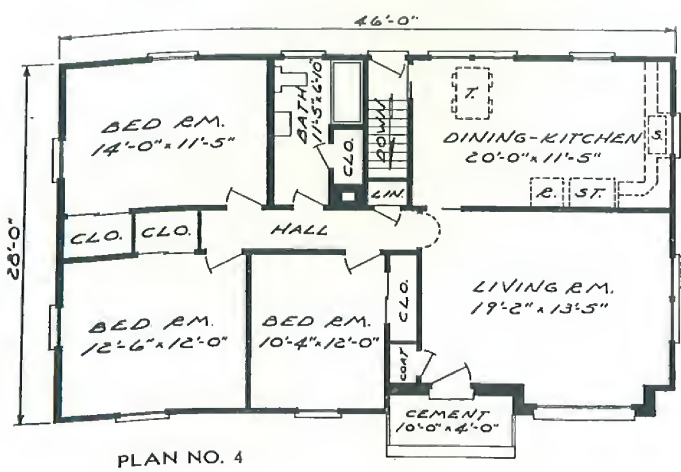 46'-0"
28'-0"
BED RM.
14'-0" x 11'-5"
BATH
11'-5" x 6'-10"
CLO.
DOWN
LIN.
T.
DINING-KITCHEN
20'-0" x 11'-5"
S.
R.
ST.
CLO.
CLO.
HALL
BED RM.
12'-6" x 12'-0"
BED RM.
10'-4" x 12'-0"
CLO.
COAT
LIVING RM.
19'-2" x 13'-5"
CEMENT
10'-0" x 4'-0"
PLAN NO. 4